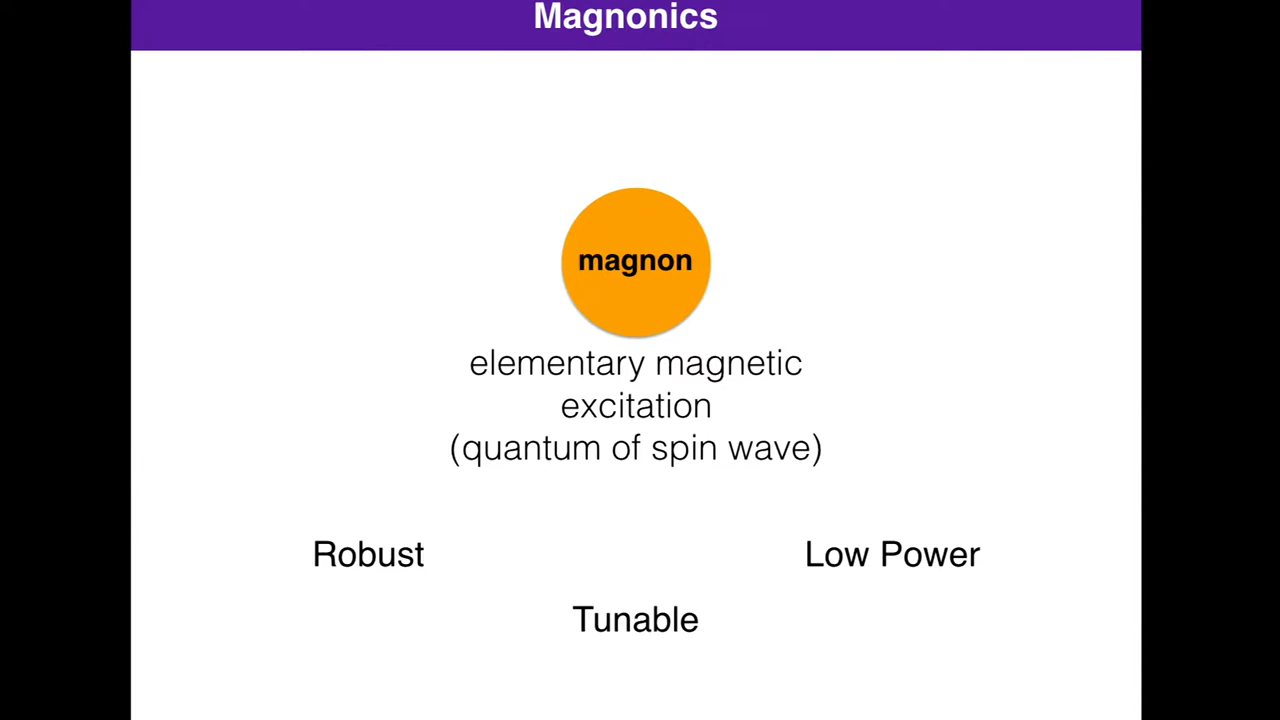 Magnonics
magnon
elementary magnetic
excitation
(quantum of spin wave)
Robust
Low Power
Tunable